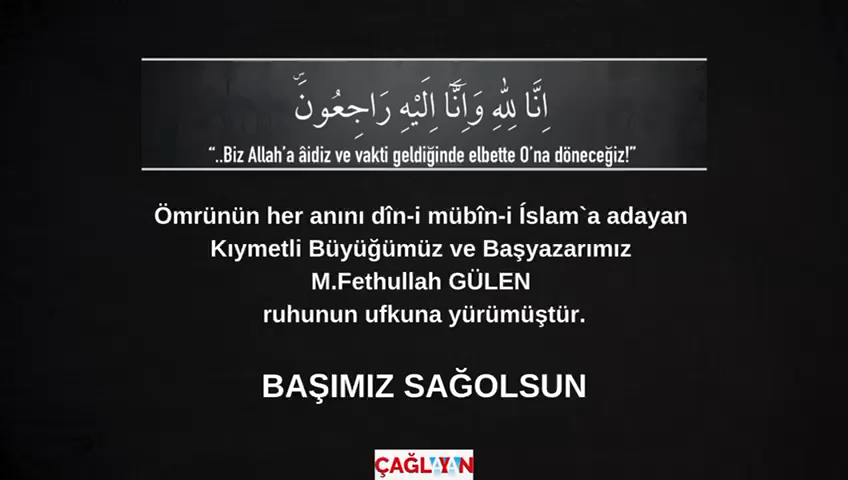 اِنَّا لِلّٰهِ وَاِنَّٓا اِلَيْهِ رَاجِعُونَۜ
“..Biz Allah’a âidiz ve vakti geldiğinde elbette O’na döneceğiz!”
Ömrünün her anını dîn-i mübîn-i Íslam`a adayan
Kıymetli Büyüğümüz ve Başyazarımız
M.Fethullah GÜLEN
ruhunun ufkuna yürümüştür.
BAŞIMIZ SAĞOLSUN
ÇAĞLAYAN